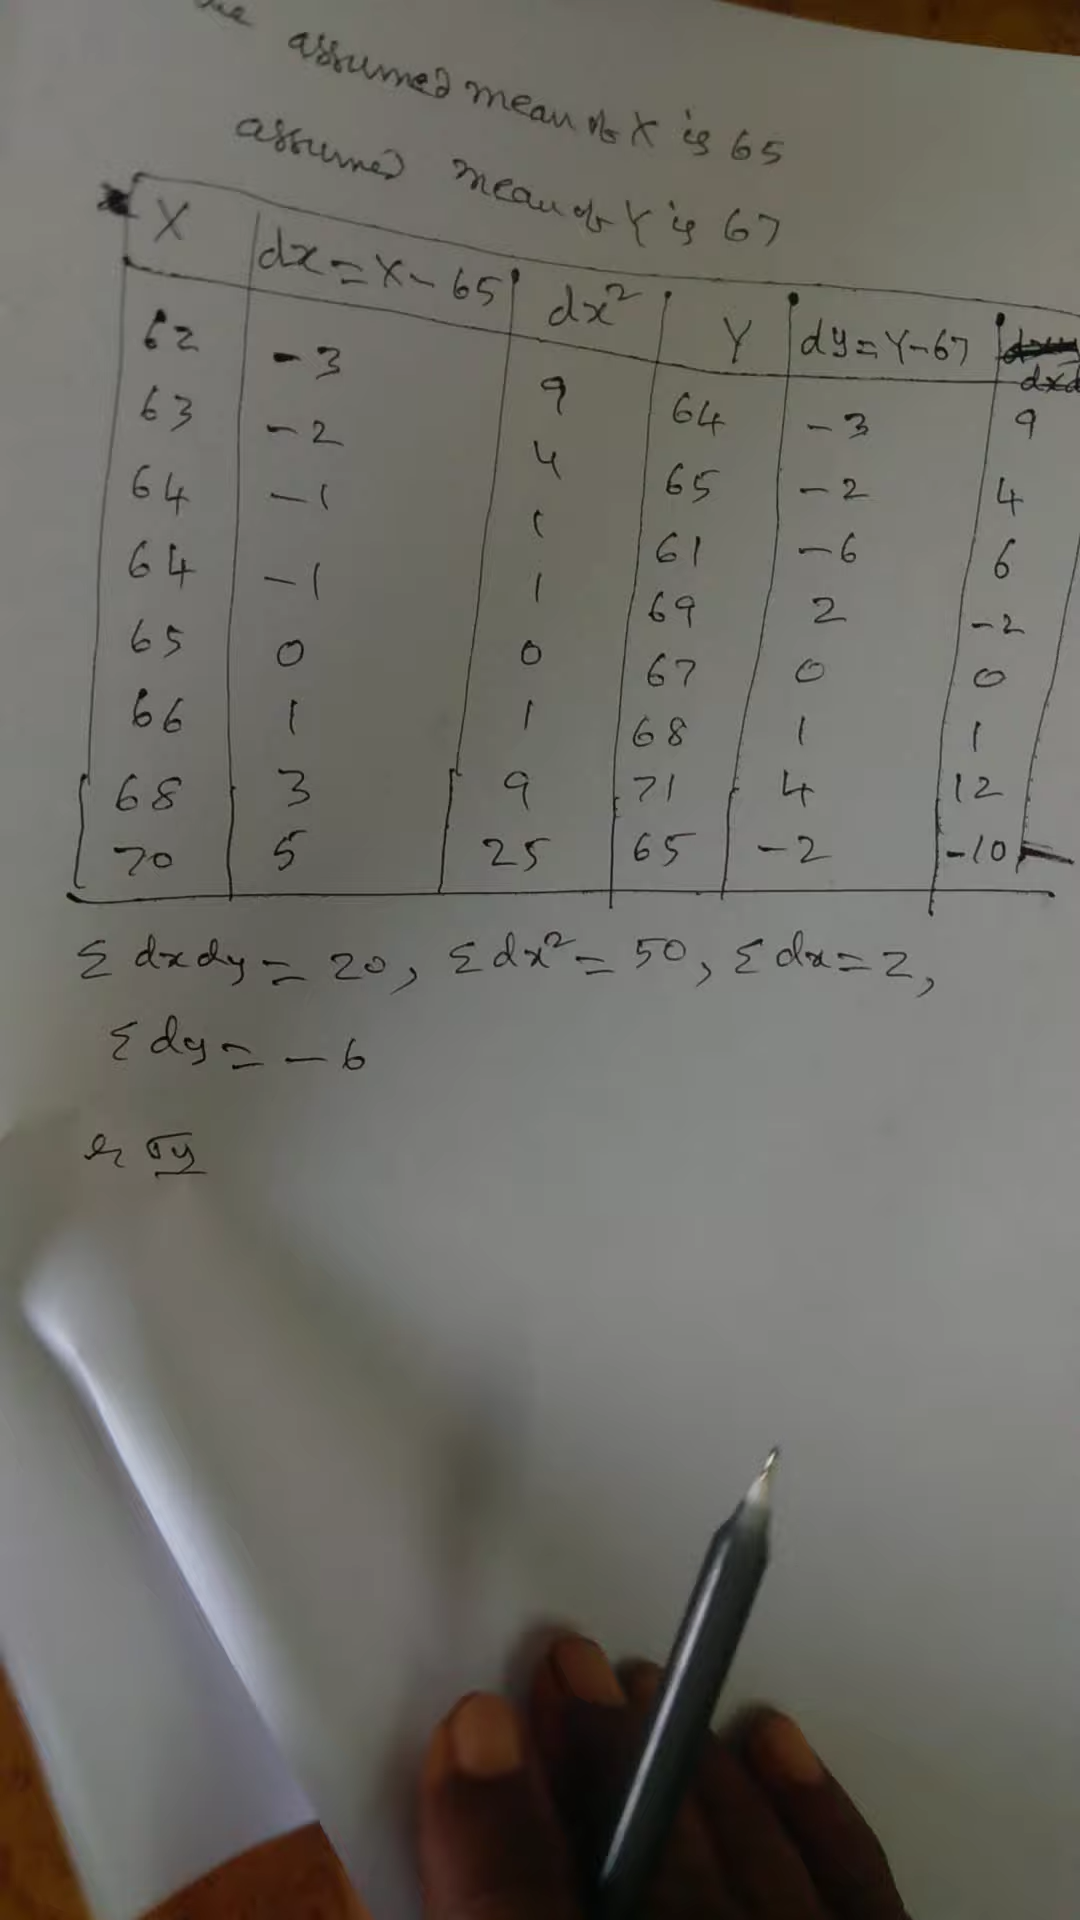 assumed mean of X is 65
assumed mean of Y is 67
X dx = X - 65 dx² Y dy = Y - 67 dxd
62 -3 9 64 -3 9
63 -2 4 65 -2 4
64 -1 1 61 -6 6
64 -1 1 69 2 -2
65 0 0 67 0 0
66 1 1 68 1 1
68 3 9 71 4 12
70 5 25 65 -2 -10
Σ dxdy = 20, Σ dx² = 50, Σ dx = 2,
Σ dy = -6
r σy